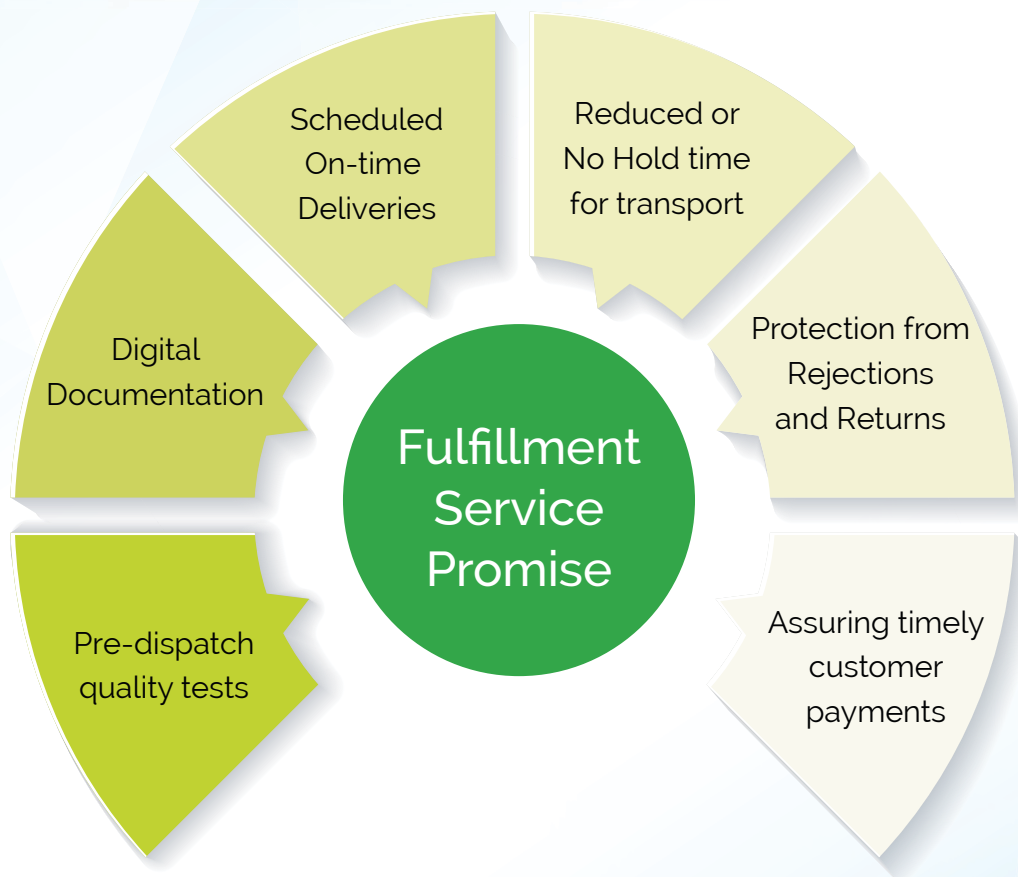 Scheduled
On-time
Deliveries
Reduced or
No Hold time
for transport
Digital
Documentation
Protection from
Rejections
and Returns
Fulfillment
Service
Promise
Pre-dispatch
quality tests
Assuring timely
customer
payments